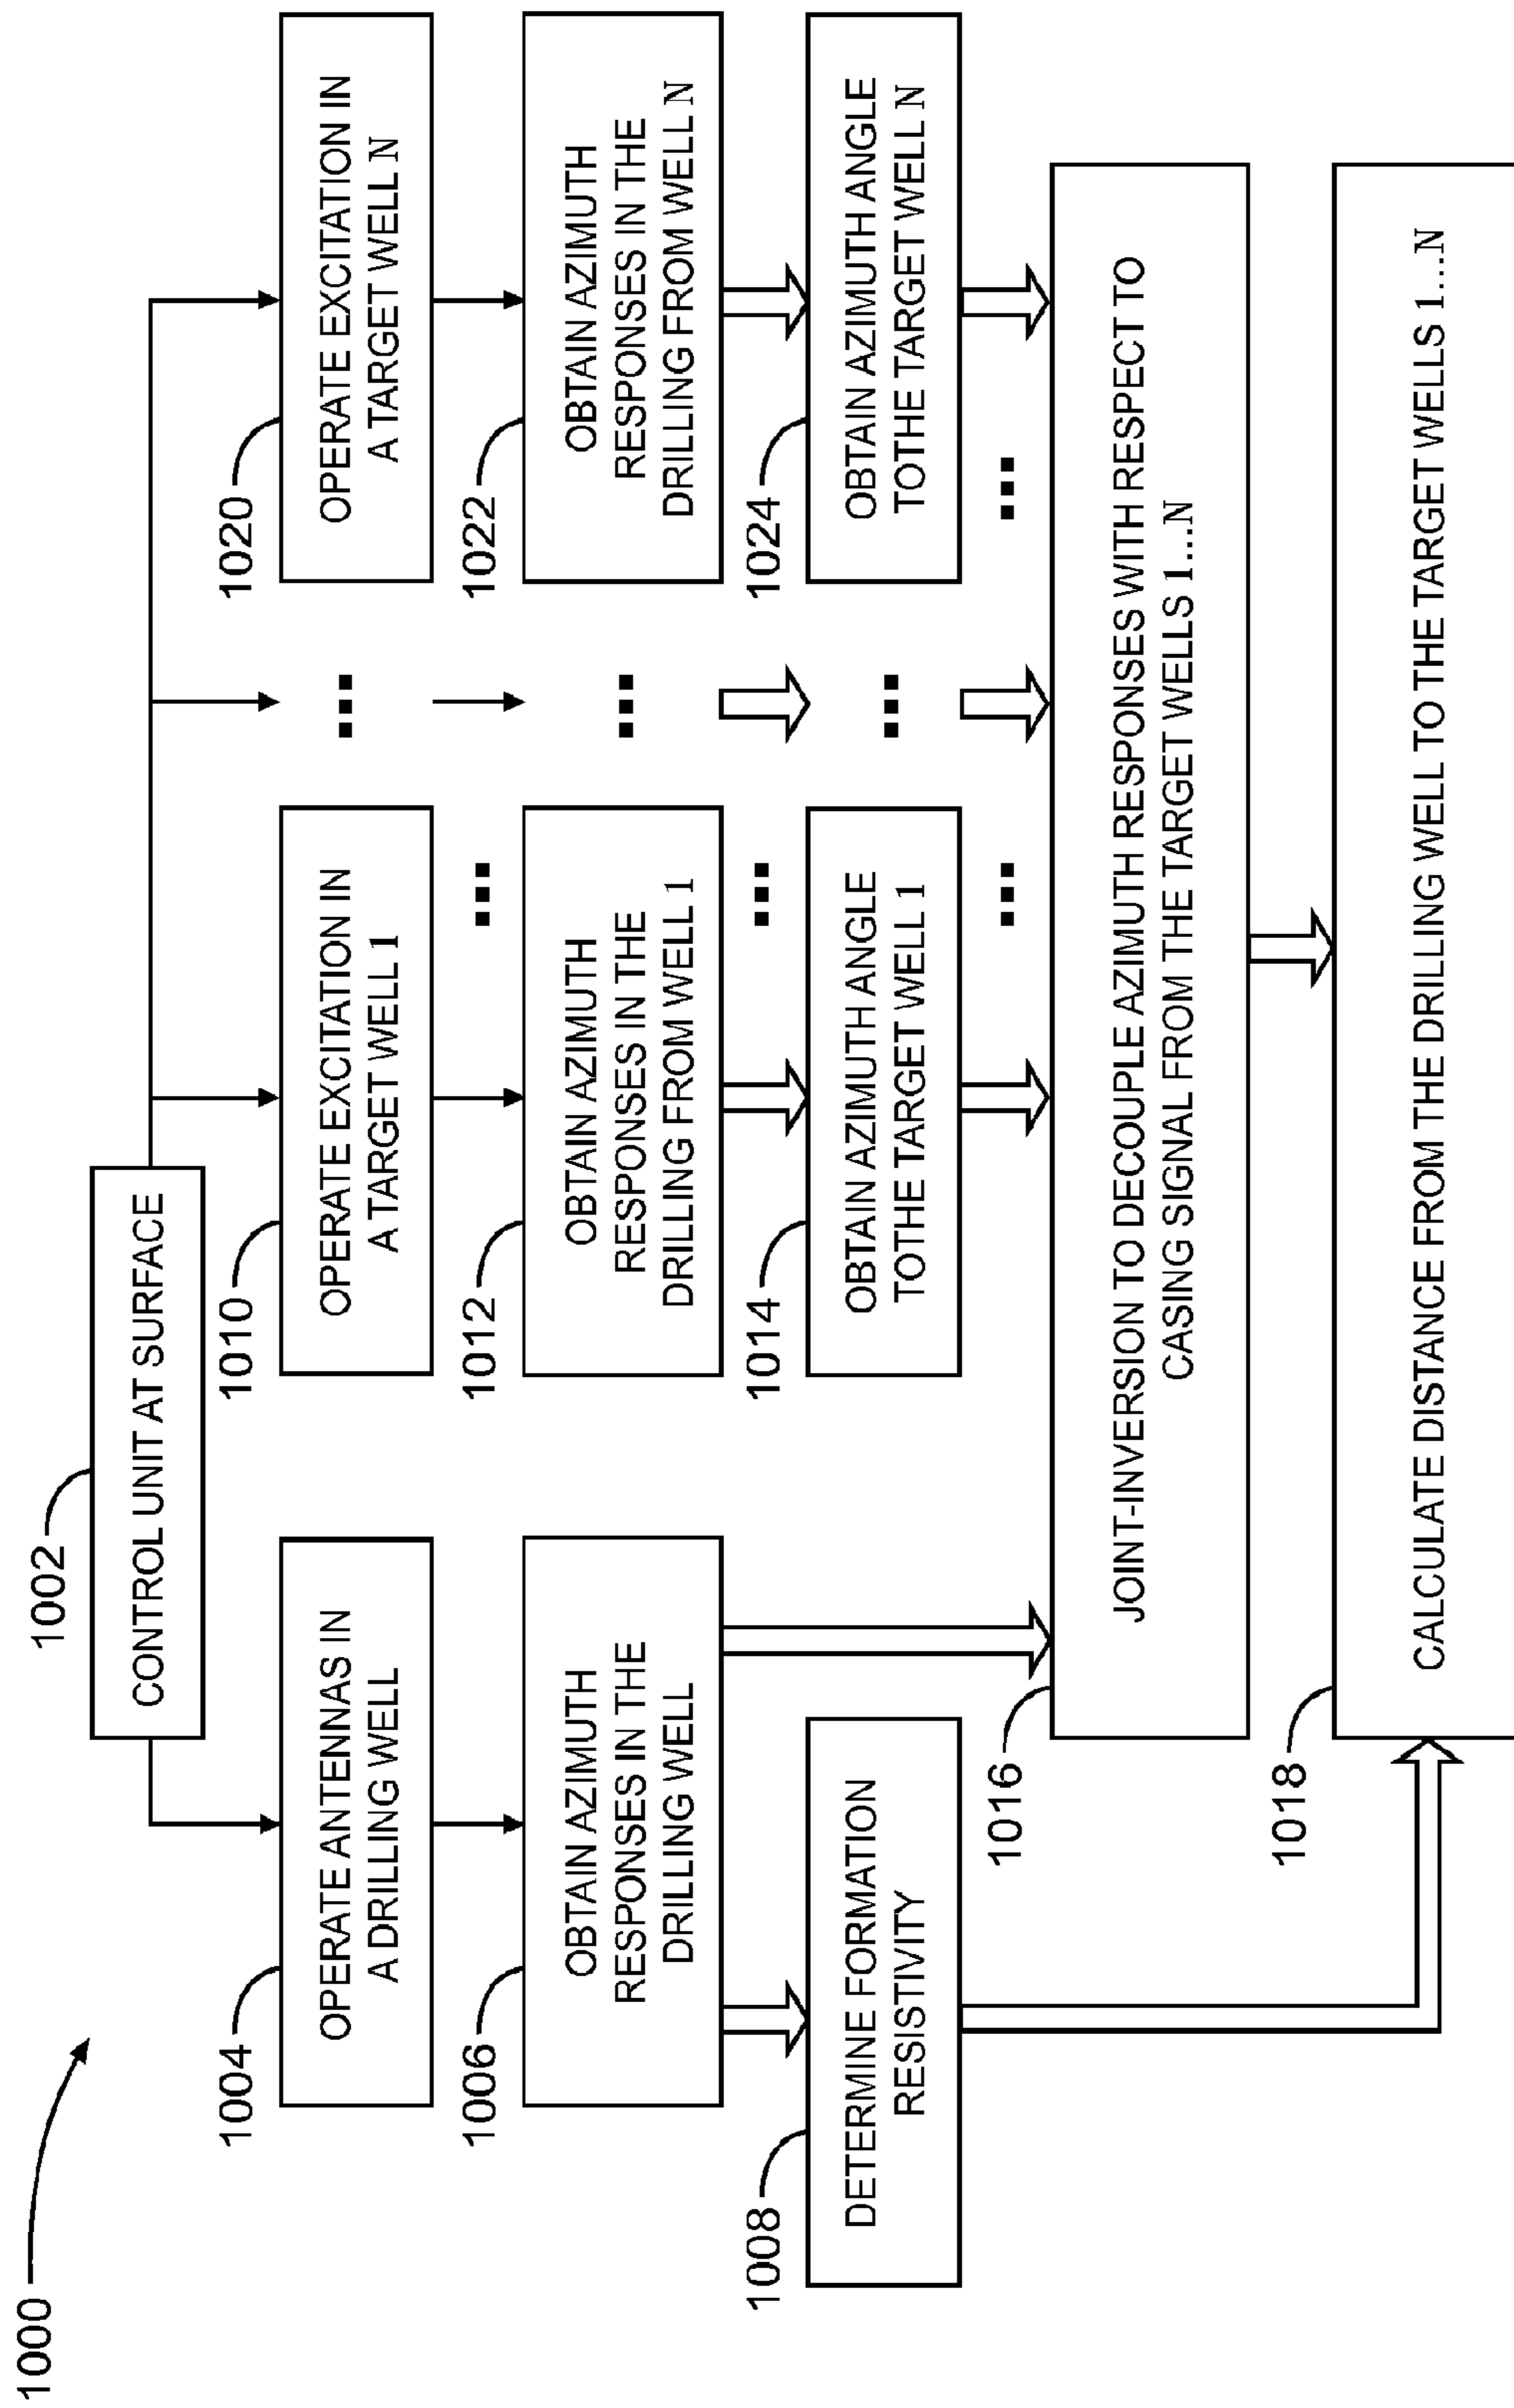 1000
1002
CONTROL UNIT AT SURFACE
1004
OPERATE ANTENNAS IN
A DRILLING WELL
1010
OPERATE EXCITATION IN
A TARGET WELL 1
...
1020
OPERATE EXCITATION IN
A TARGET WELL N
...
1006
OBTAIN AZIMUTH
RESPONSES IN THE
DRILLING WELL
1012
OBTAIN AZIMUTH
RESPONSES IN THE
DRILLING FROM WELL 1
...
1022
OBTAIN AZIMUTH
RESPONSES IN THE
DRILLING FROM WELL N
...
1008
DETERMINE FORMATION
RESISTIVITY
1014
OBTAIN AZIMUTH ANGLE
TOTHE TARGET WELL 1
...
1024
OBTAIN AZIMUTH ANGLE
TOTHE TARGET WELL N
...
...
1016
JOINT-INVERSION TO DECOUPLE AZIMUTH RESPONSES WITH RESPECT TO
CASING SIGNAL FROM THE TARGET WELLS 1...N
1018
CALCULATE DISTANCE FROM THE DRILLING WELL TO THE TARGET WELLS 1...N